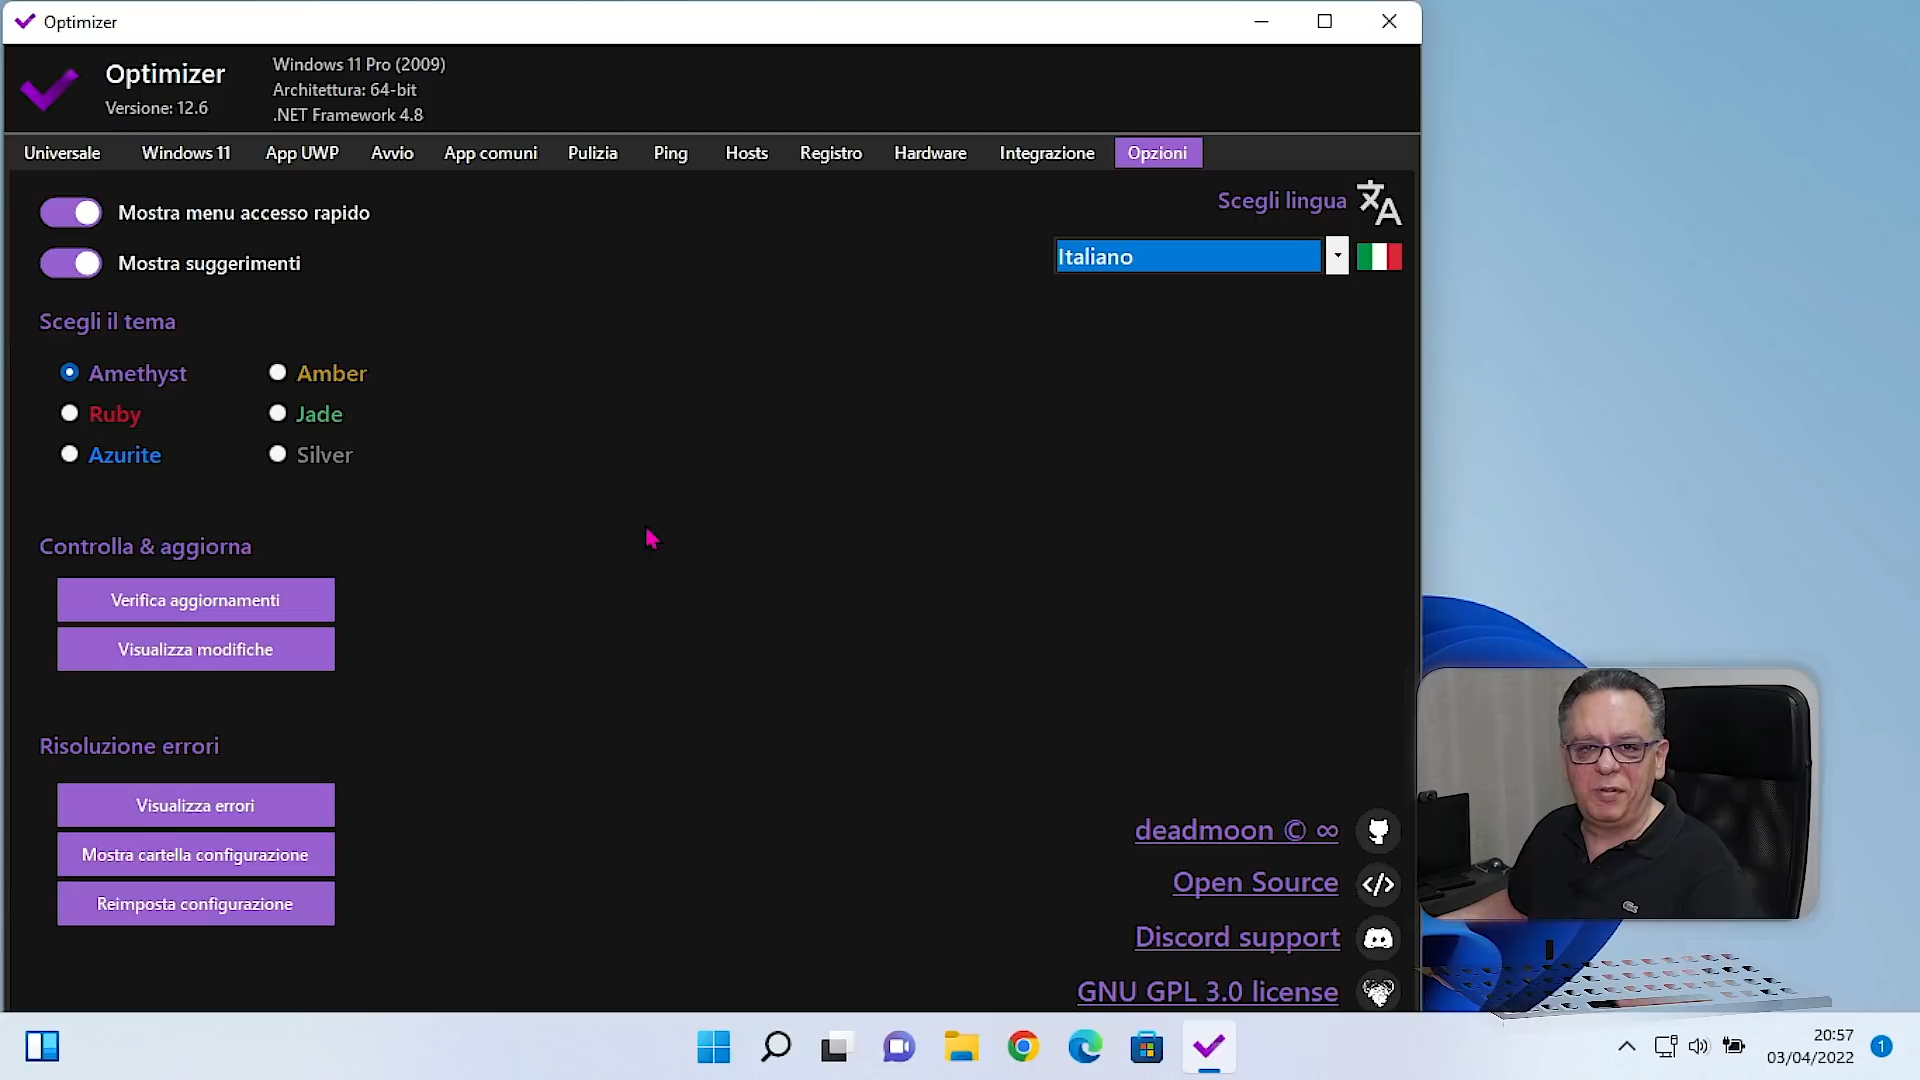 Optimizer
Optimizer
Versione: 12.6
Windows 11 Pro (2009)
Architettura: 64-bit
.NET Framework 4.8
Universale Windows 11 App UWP Avvio App comuni Pulizia Ping Hosts Registro Hardware Integrazione Opzioni
Mostra menu accesso rapido
Mostra suggerimenti
Scegli lingua
Italiano
Scegli il tema
Amethyst Amber
Ruby Jade
Azurite Silver
Controlla & aggiorna
Verifica aggiornamenti
Visualizza modifiche
Risoluzione errori
Visualizza errori
Mostra cartella configurazione
Reimposta configurazione
deadmoon © ∞
Open Source
Discord support
GNU GPL 3.0 license
20:57
03/04/2022
1